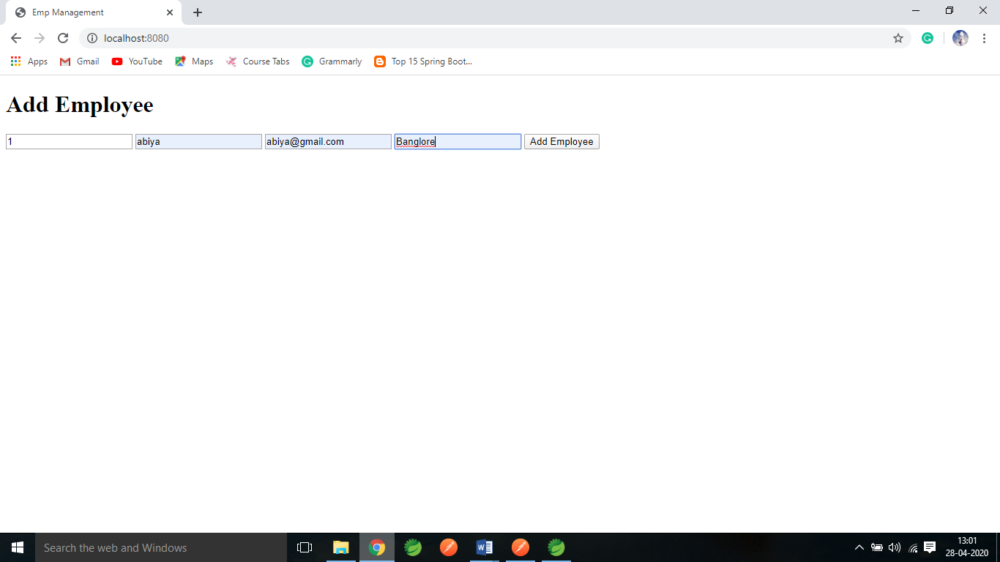 Emp Management
localhost:8080
Apps Gmail YouTube Maps Course Tabs Grammarly Top 15 Spring Boot...
Add Employee
1 abiya abiya@gmail.com Banglore Add Employee
Search the web and Windows
13:01
28-04-2020